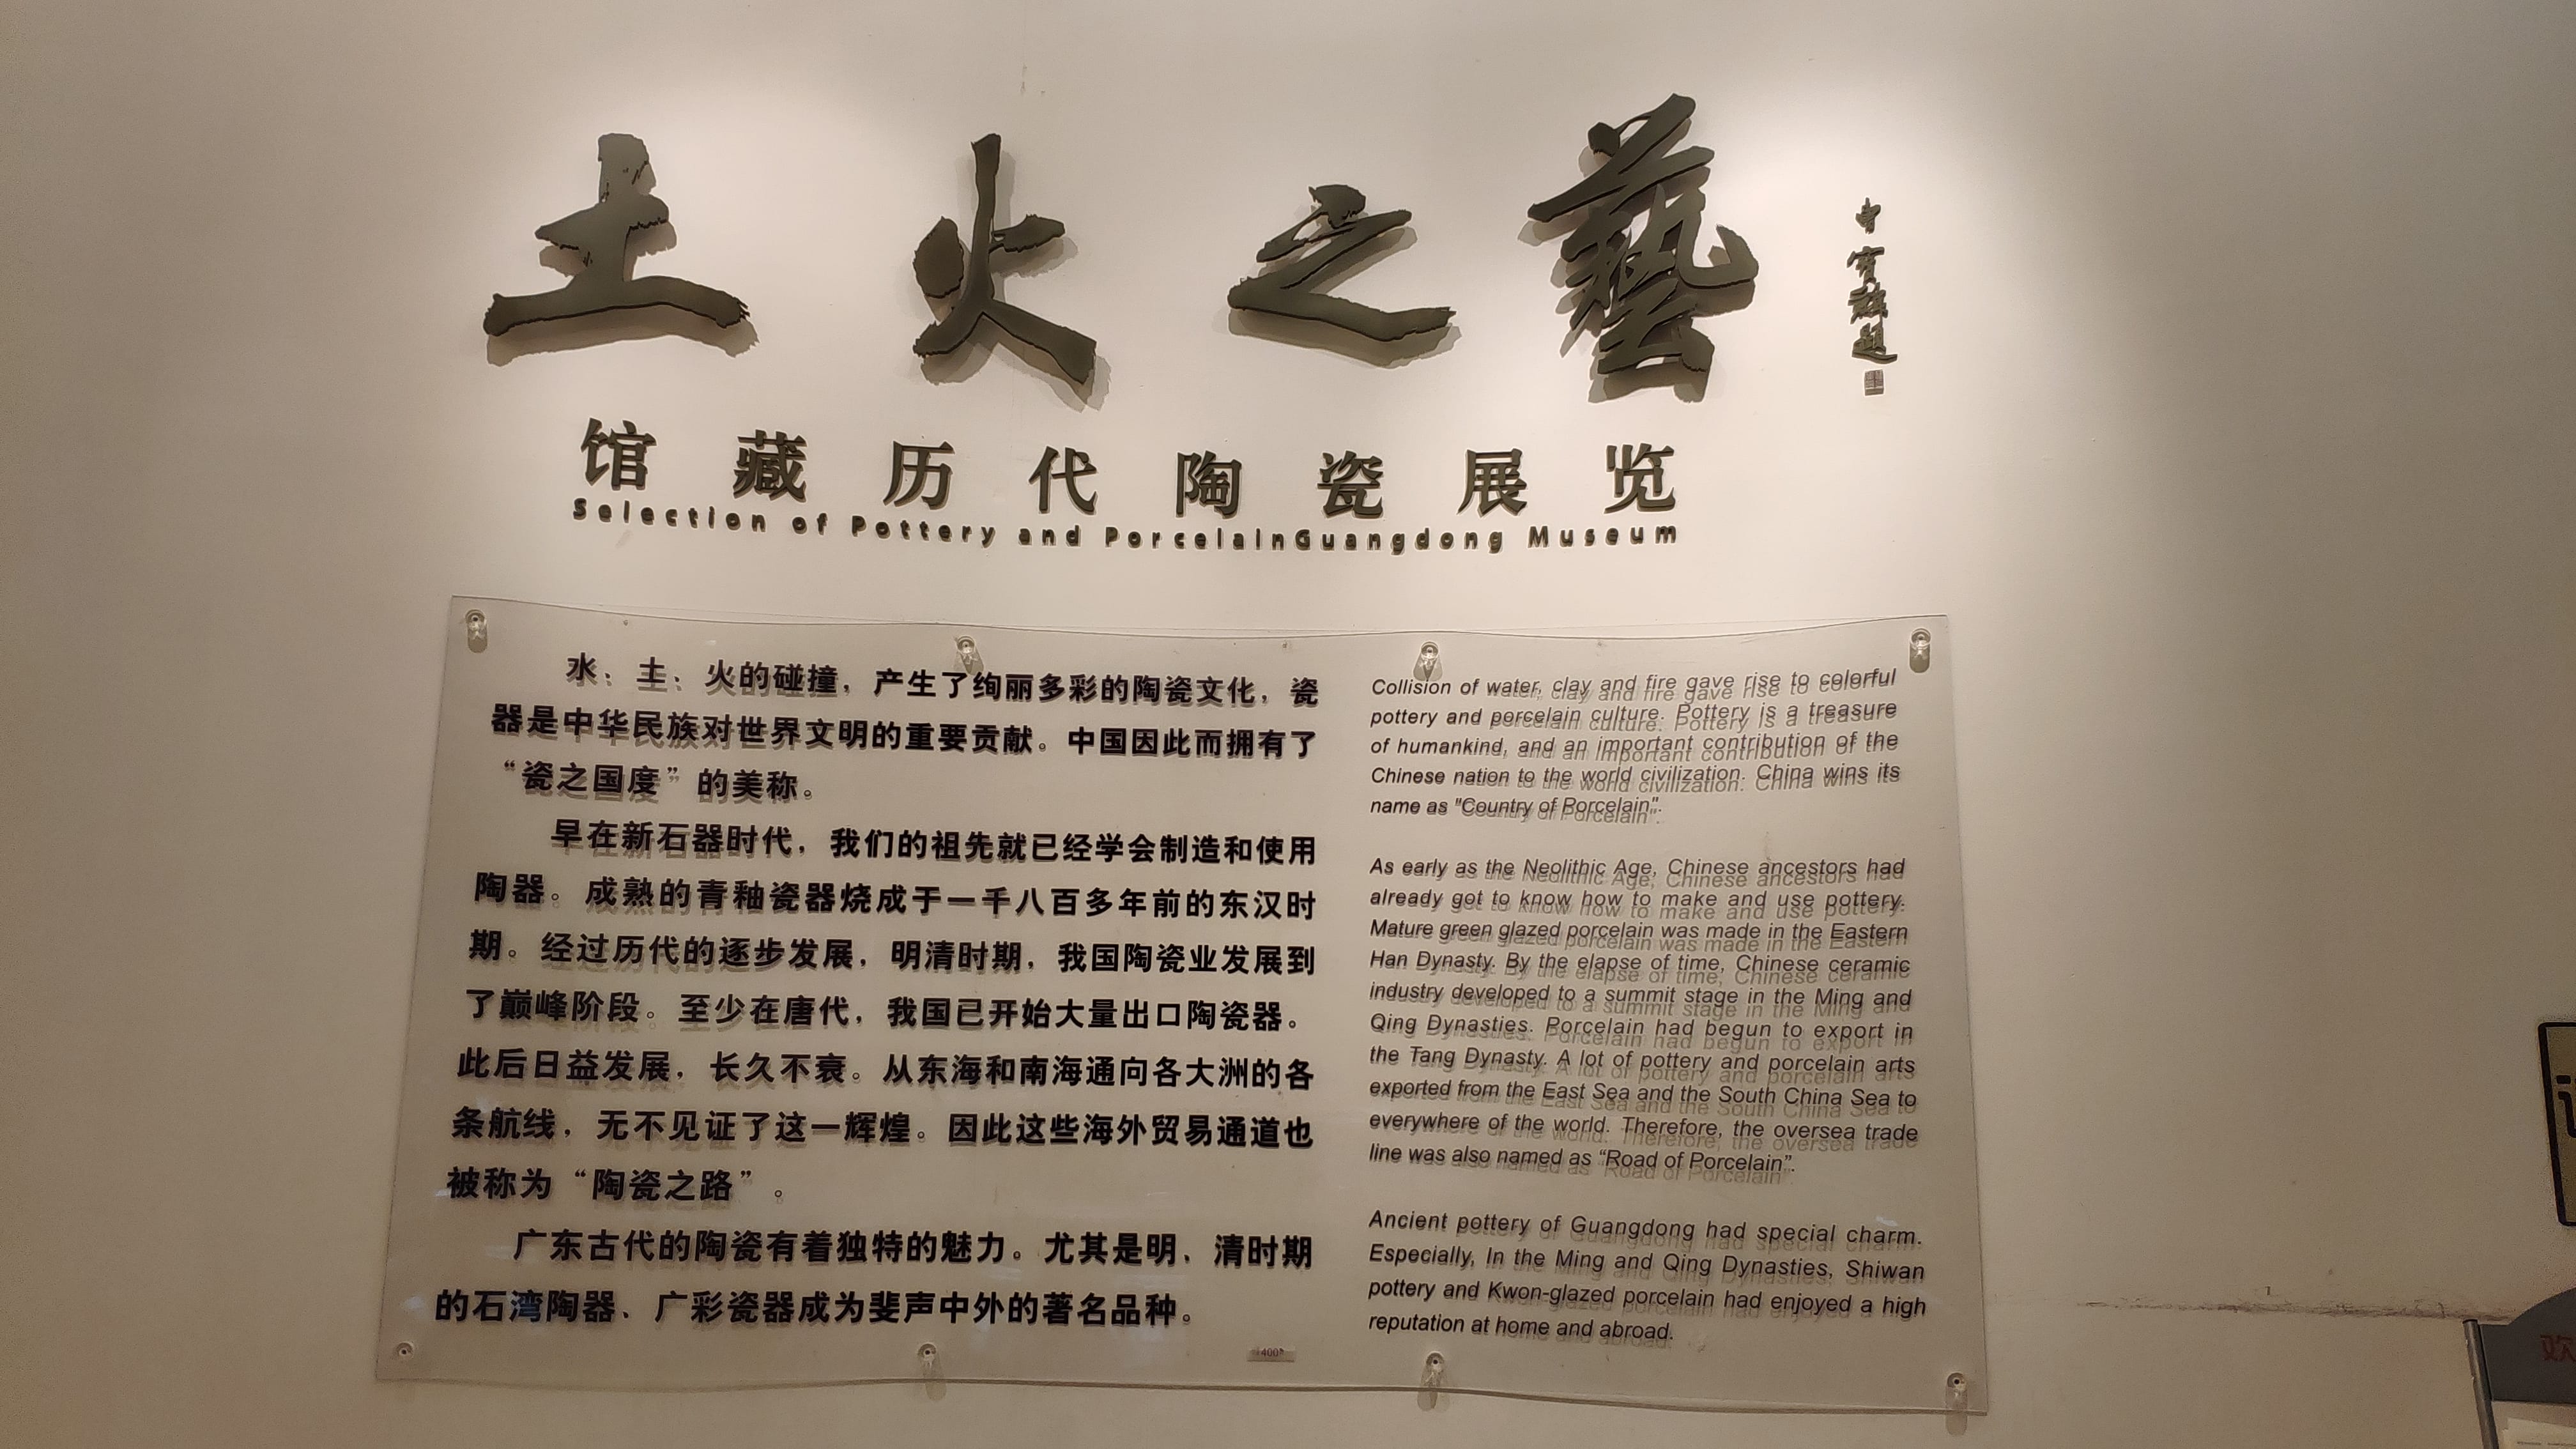 土火之藝
馆藏历代陶瓷展览
Selection of Pottery and PorcelainGuangdong Museum
水、土、火的碰撞，产生了绚丽多彩的陶瓷文化，瓷
器是中华民族对世界文明的重要贡献。中国因此而拥有了
“瓷之国度”的美称。
早在新石器时代，我们的祖先就已经学会制造和使用
陶器。成熟的青釉瓷器烧成于一千八百多年前的东汉时
期。经过历代的逐步发展，明清时期，我国陶瓷业发展到
了巅峰阶段。至少在唐代，我国已开始大量出口陶瓷器。
此后日益发展，长久不衰。从东海和南海通向各大洲的各
条航线，无不见证了这一辉煌。因此这些海外贸易通道也
被称为“陶瓷之路”。
广东古代的陶瓷有着独特的魅力。尤其是明、清时期
的石湾陶器、广彩瓷器成为斐声中外的著名品种。
Collision of water, clay and fire gave rise to colorful
pottery and porcelain culture. Pottery is a treasure
of humankind, and an important contribution of the
Chinese nation to the world civilization. China wins its
name as "Country of Porcelain".
As early as the Neolithic Age, Chinese ancestors had
already got to know how to make and use pottery.
Mature green glazed porcelain was made in the Eastern
Han Dynasty. By the elapse of time, Chinese ceramic
industry developed to a summit stage in the Ming and
Qing Dynasties. Porcelain had begun to export in
the Tang Dynasty. A lot of pottery and porcelain arts
exported from the East Sea and the South China Sea to
everywhere of the world. Therefore, the oversea trade
line was also named as “Road of Porcelain”.
Ancient pottery of Guangdong had special charm.
Especially, In the Ming and Qing Dynasties, Shiwan
pottery and Kwon-glazed porcelain had enjoyed a high
reputation at home and abroad.
400
欢